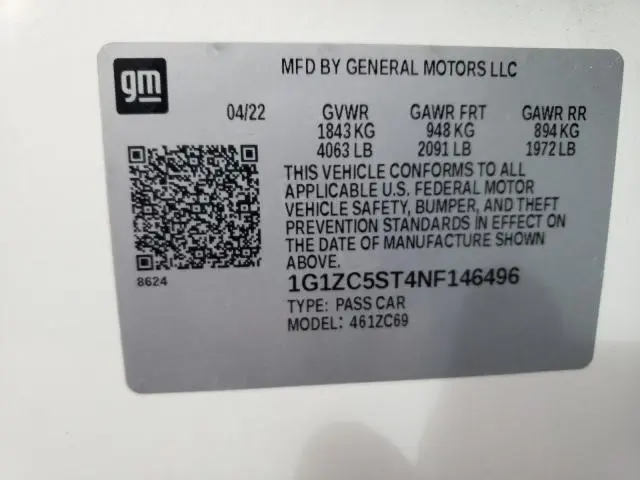 gm
MFD BY GENERAL MOTORS LLC
04/22 GVWR GAWR FRT GAWR RR
1843 KG 948 KG 894 KG
4063 LB 2091 LB 1972 LB
THIS VEHICLE CONFORMS TO ALL
APPLICABLE U.S. FEDERAL MOTOR
VEHICLE SAFETY, BUMPER, AND THEFT
PREVENTION STANDARDS IN EFFECT ON
THE DATE OF MANUFACTURE SHOWN
ABOVE.
8624
1G1ZC5ST4NF146496
TYPE: PASS CAR
MODEL: 461ZC69